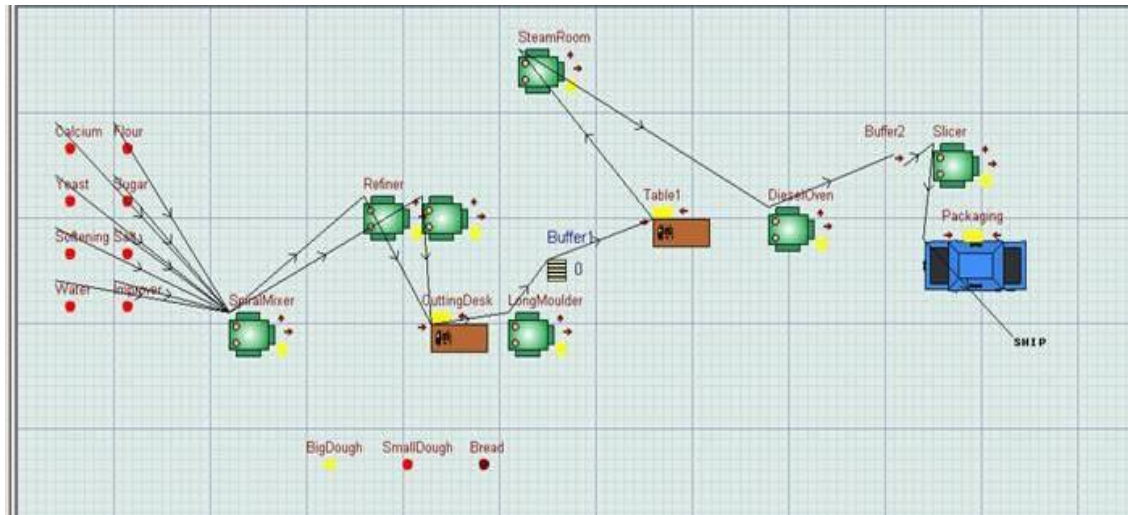 SteamRoom
Calcium Flour
Buffer2 Slicer
Yeast Sugar
Refiner
Table1
DieselOven
Packaging
Softening Salt
Buffer1
0
Water Improver
SpiralMixer
CuttingDesk
LongMoulder
SHIP
BigDough SmallDough Bread